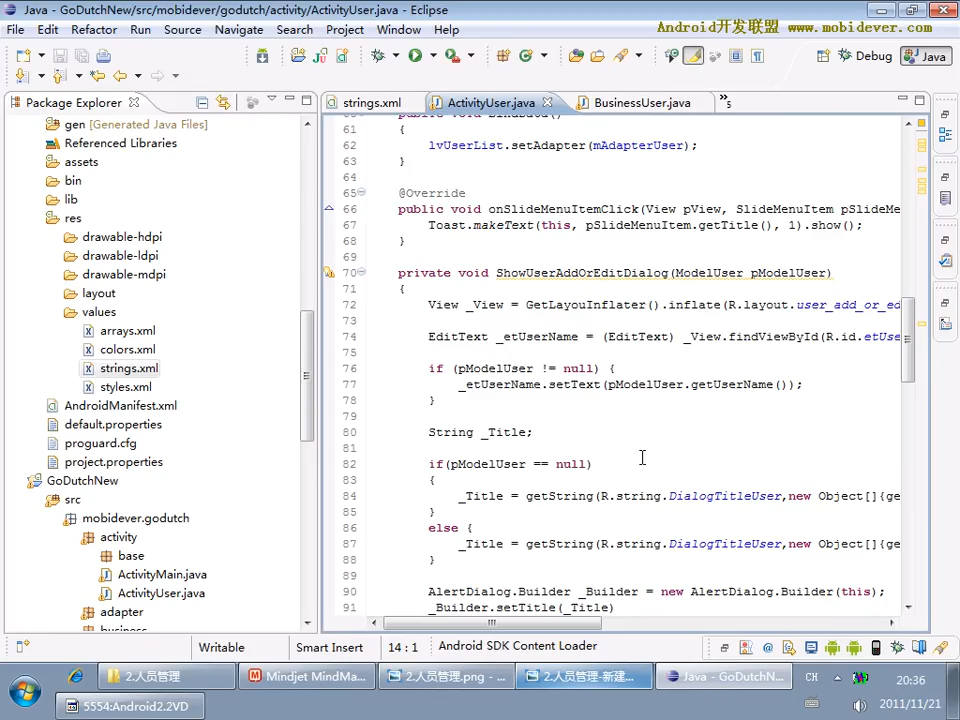 Java - GoDutchNew/src/mobidever/godutch/activity/ActivityUser.java - Eclipse
File Edit Refactor Run Source Navigate Search Project Window Help
Android开发联盟 www.mobidever.com
Debug
Java
Package Explorer
strings.xml
ActivityUser.java
BusinessUser.java
»5
gen [Generated Java Files]
Referenced Libraries
assets
bin
lib
res
drawable-hdpi
drawable-ldpi
drawable-mdpi
layout
values
arrays.xml
colors.xml
strings.xml
styles.xml
AndroidManifest.xml
default.properties
proguard.cfg
project.properties
GoDutchNew
src
mobidever.godutch
activity
base
ActivityMain.java
ActivityUser.java
adapter
61 {
62 lvUserList.setAdapter(mAdapterUser);
63 }
64
65 @Override
66 public void onSlideMenuItemClick(View pView, SlideMenuItem pSlideMe
67 Toast.makeText(this, pSlideMenuItem.getTitle(), 1).show();
68 }
69
70 private void ShowUserAddOrEditDialog(ModelUser pModelUser)
71 {
72 View _View = GetLayouInflater().inflate(R.layout.user_add_or_ed
73
74 EditText _etUserName = (EditText) _View.findViewById(R.id.etUse
75
76 if (pModelUser != null) {
77 _etUserName.setText(pModelUser.getUserName());
78 }
79
80 String _Title;
81
82 if(pModelUser == null)
83 {
84 _Title = getString(R.string.DialogTitleUser,new Object[]{ge
85 }
86 else {
87 _Title = getString(R.string.DialogTitleUser,new Object[]{ge
88 }
89
90 AlertDialog.Builder _Builder = new AlertDialog.Builder(this);
91 _Builder.setTitle(_Title)
Writable
Smart Insert
14 : 1
Android SDK Content Loader
2.人员管理
Mindjet MindMa...
2.人员管理.png - ...
2.人员管理-新建...
Java - GoDutchN...
CH
20:36
5554:Android2.2VD
2011/11/21